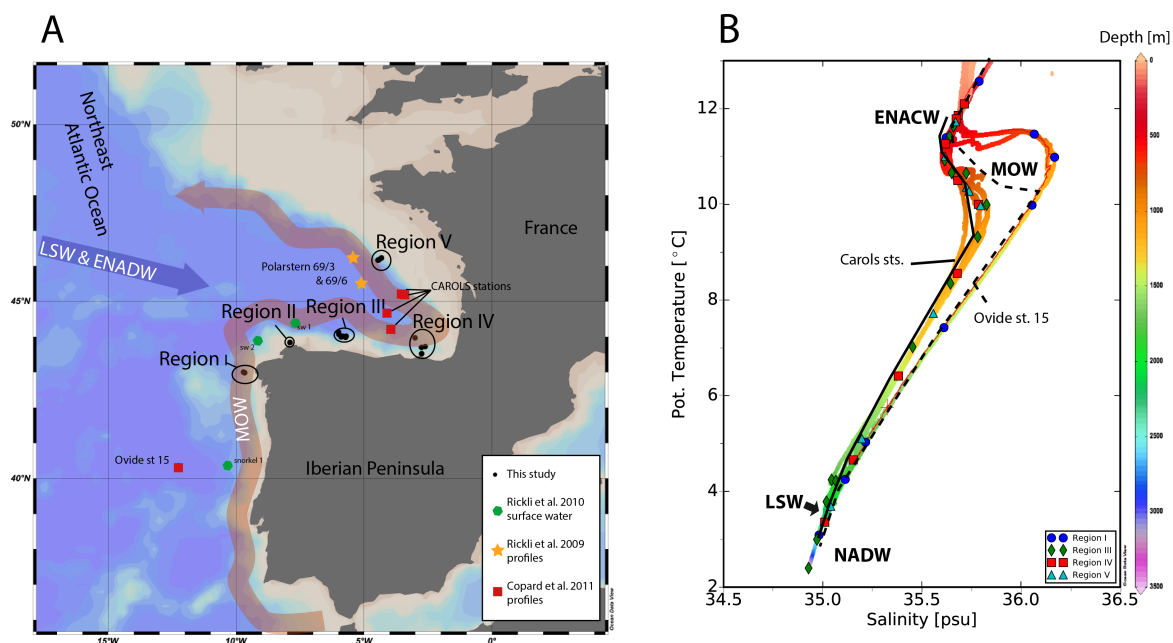 A
50°N
45°N
40°N
15°W
10°W
5°W
0°
Northeast
Atlantic Ocean
LSW & ENADW
France
Region V
Polarstern 69/3
& 69/6
CAROLS stations
Region II
Region III
Region IV
sw 1
sw 2
Region I
MOW
Ovide st 15
snorkel 1
Iberian Peninsula
This study
Rickli et al. 2010
surface water
Rickli et al. 2009
profiles
Copard et al. 2011
profiles
Ocean Data View
B
Depth [m]
0
500
1000
1500
2000
2500
3000
3500
Pot. Temperature [°C]
12
10
8
6
4
2
ENACW
MOW
Carols sts.
Ovide st. 15
LSW
NADW
Region I
Region III
Region IV
Region V
Ocean Data View
34.5
35.0
35.5
36.0
36.5
Salinity [psu]